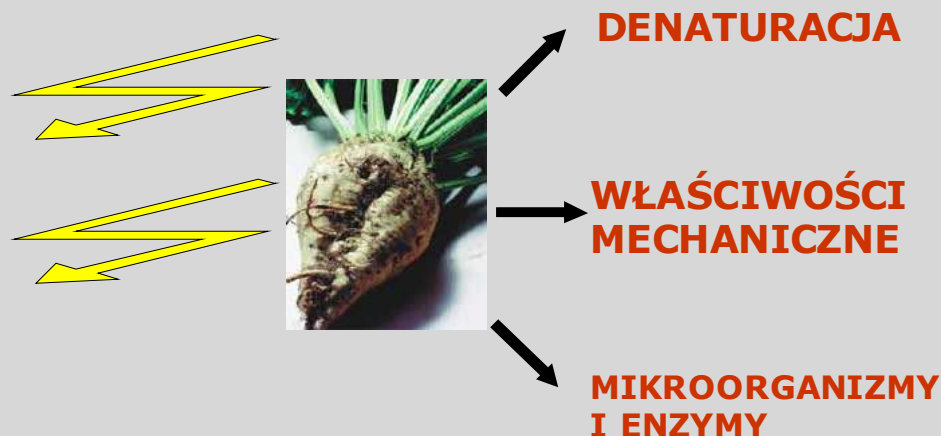 DENATURACJA
WŁAŚCIWOŚCI
MECHANICZNE
MIKROORGANIZMY
I ENZYMY